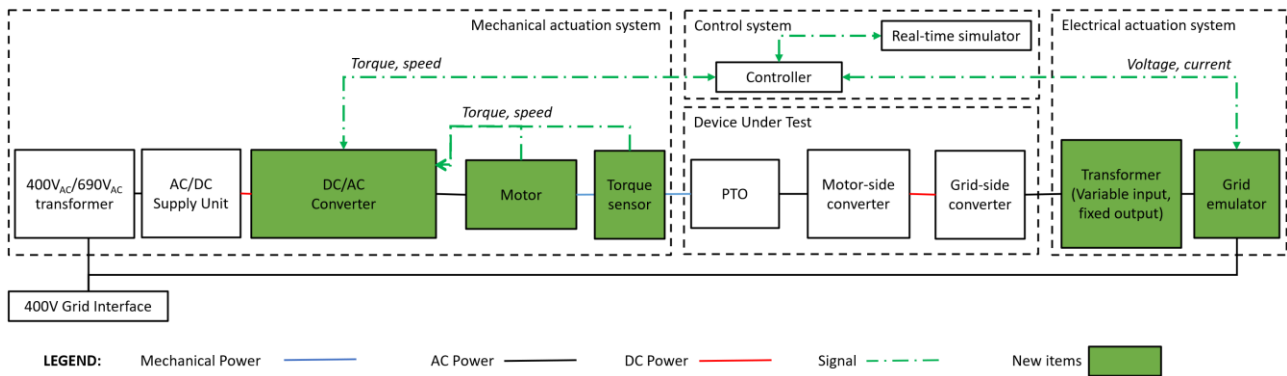 Mechanical actuation system
Control system
Electrical actuation system
Real-time simulator
Torque, speed
Controller
Voltage, current
Torque, speed
Device Under Test
400VAC/690VAC
transformer
AC/DC
Supply Unit
DC/AC
Converter
Motor
Torque
sensor
PTO
Motor-side
converter
Grid-side
converter
Transformer
(Variable input,
fixed output)
Grid
emulator
400V Grid Interface
LEGEND: Mechanical Power AC Power DC Power Signal New items